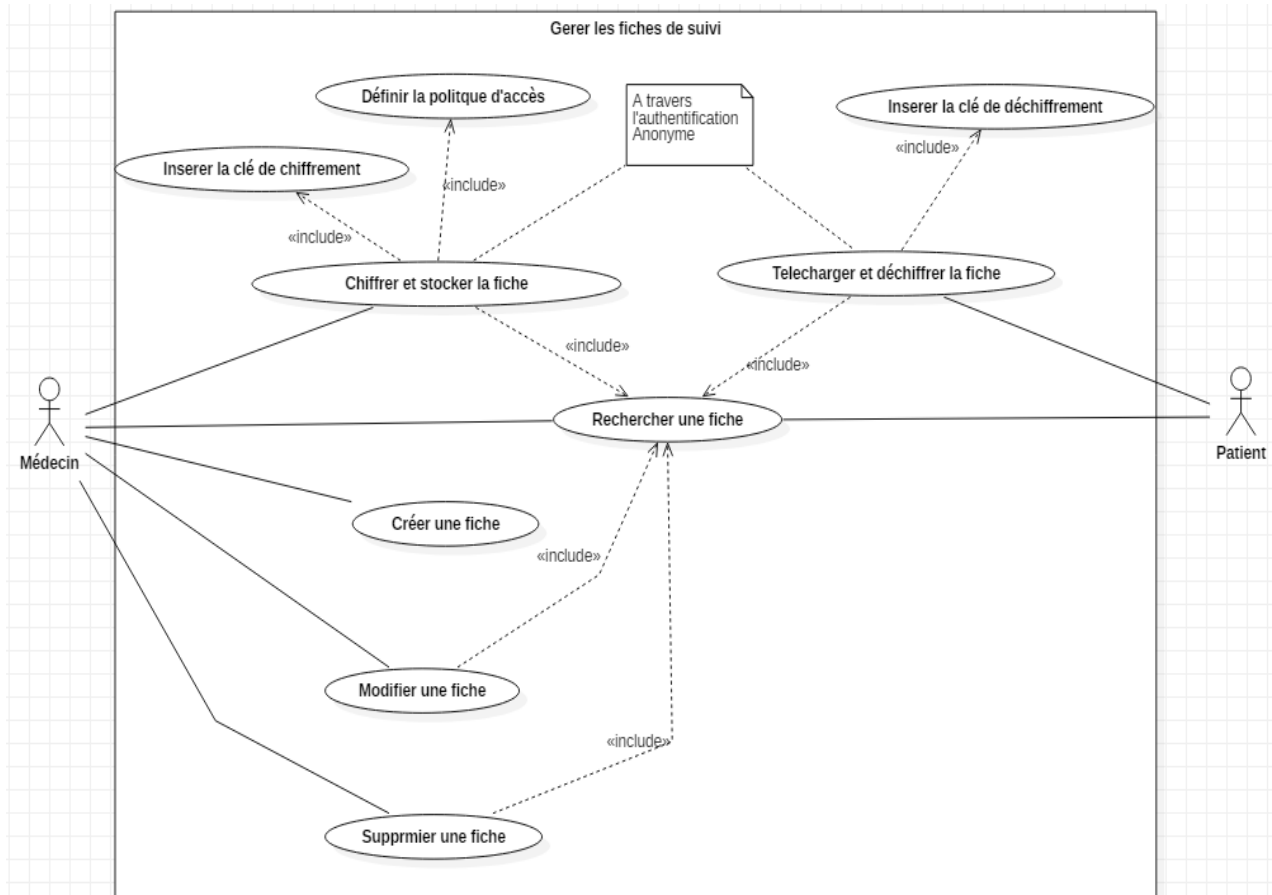 Gerer les fiches de suivi
Définir la politque d'accès
A travers
l'authentification
Anonyme
Inserer la clé de déchiffrement
«include»
Inserer la clé de chiffrement
«include»
«include»
Chiffrer et stocker la fiche
Telecharger et déchiffrer la fiche
«include»
«include»
Rechercher une fiche
Médecin
Patient
Créer une fiche
«include»
Modifier une fiche
«include»
Supprmier une fiche